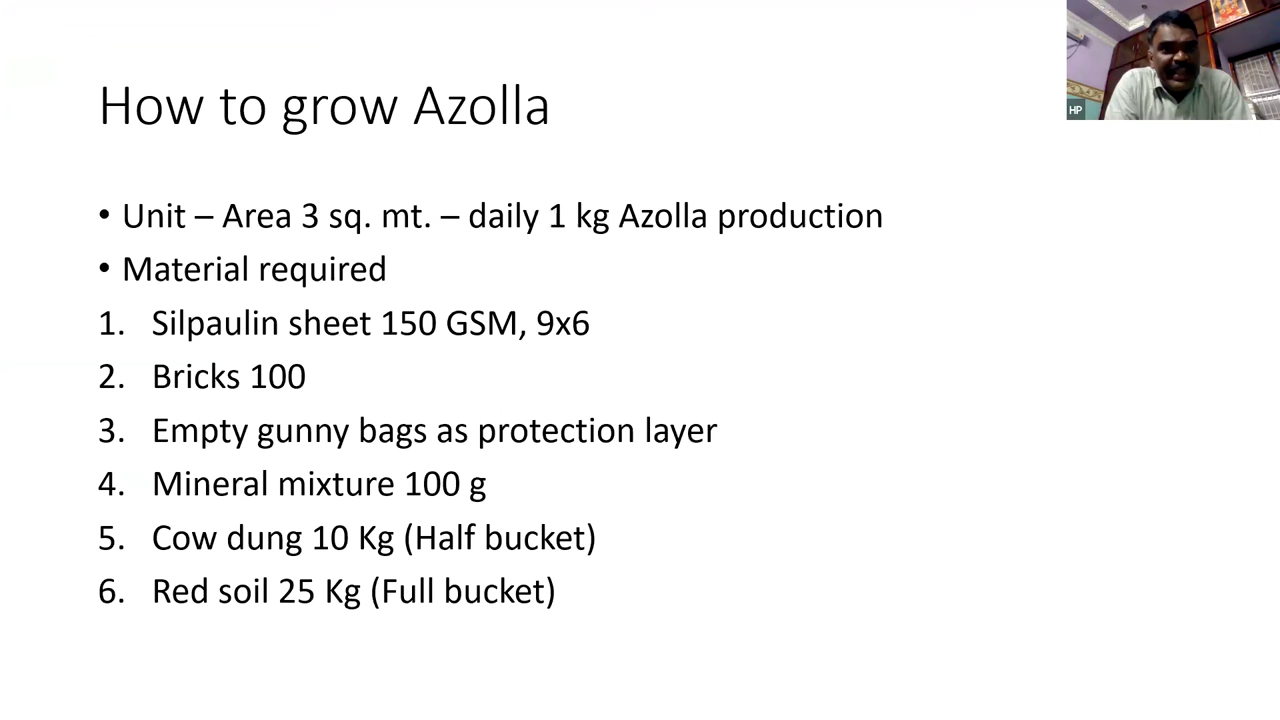 How to grow Azolla
HP
• Unit – Area 3 sq. mt. – daily 1 kg Azolla production
• Material required
1. Silpaulin sheet 150 GSM, 9x6
2. Bricks 100
3. Empty gunny bags as protection layer
4. Mineral mixture 100 g
5. Cow dung 10 Kg (Half bucket)
6. Red soil 25 Kg (Full bucket)